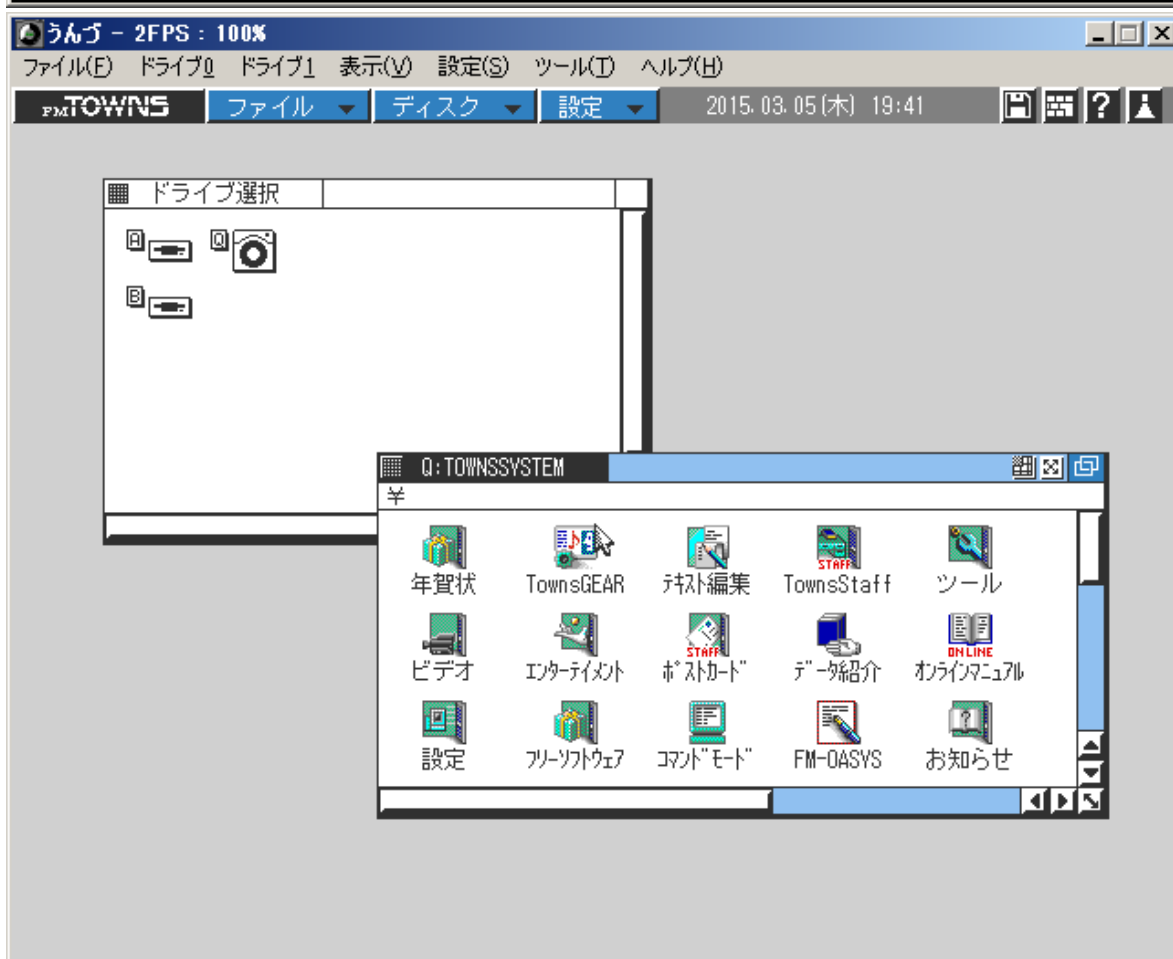 うんづ - 2FPS : 100%
ファイル(F) ドライブ0 ドライブ1 表示(V) 設定(S) ツール(T) ヘルプ(H)
FMTOWNS ファイル ディスク 設定 2015.03.05(木) 19:41 ?
ドライブ選択
A Q
B
Q:TOWNSSYSTEM
¥
年賀状 TownsGEAR テキスト編集 TownsStaff ツール
ビデオ エンターテイメント ポストカード データ紹介 オンラインマニュアル
設定 フリーソフトウェア コマンドモード FM-OASYS お知らせ
STAFF
STAFF
ONLINE